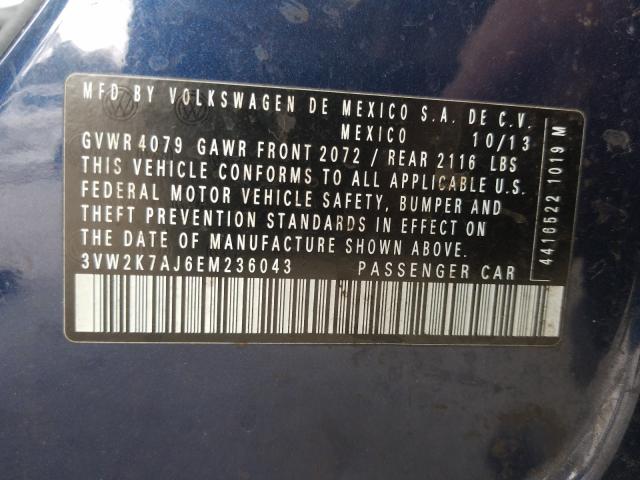 MFD BY VOLKSWAGEN DE MEXICO S.A. DE C.V.
MEXICO 10/13
GVWR 4079 GAWR FRONT 2072 / REAR 2116 LBS
THIS VEHICLE CONFORMS TO ALL APPLICABLE U.S.
FEDERAL MOTOR VEHICLE SAFETY, BUMPER AND
THEFT PREVENTION STANDARDS IN EFFECT ON
THE DATE OF MANUFACTURE SHOWN ABOVE.
3VW2K7AJ6EM236043 PASSENGER CAR
4416522 1019 M